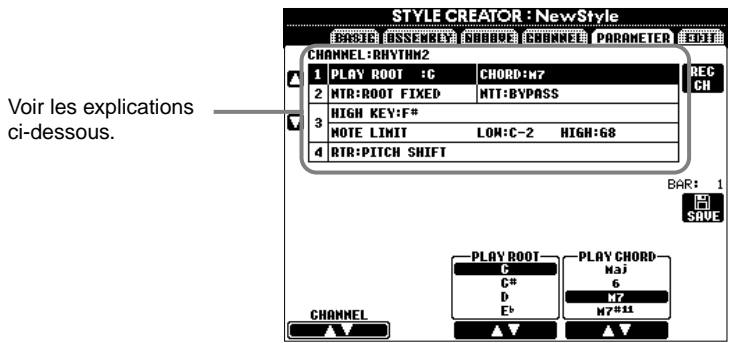 STYLE CREATOR : NewStyle
BASIC ASSEMBLY GROOVE CHANNEL PARAMETER EDIT
CHANNEL:RHYTHM2
1 PLAY ROOT :C CHORD:M7
REC CH
2 NTR:ROOT FIXED NTT:BYPASS
Voir les explications
ci-dessous.
3 HIGH KEY:F#
NOTE LIMIT LOW:C-2 HIGH:G8
4 RTR:PITCH SHIFT
BAR: 1
SAVE
PLAY ROOT PLAY CHORD
C Maj
C# 6
D M7
E♭ M7#11
CHANNEL